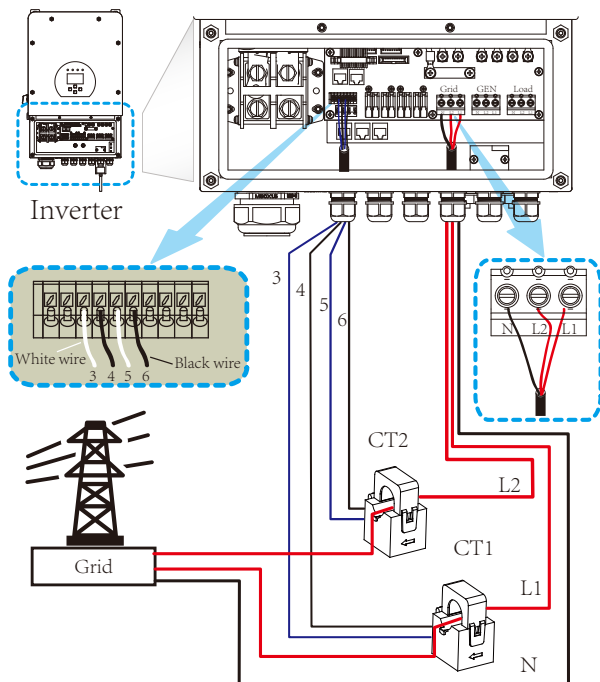 Grid
GEN
Load
Inverter
3
4
5
6
White wire
3
4
5
6
Black wire
N
L2
L1
CT2
L2
CT1
Grid
L1
N